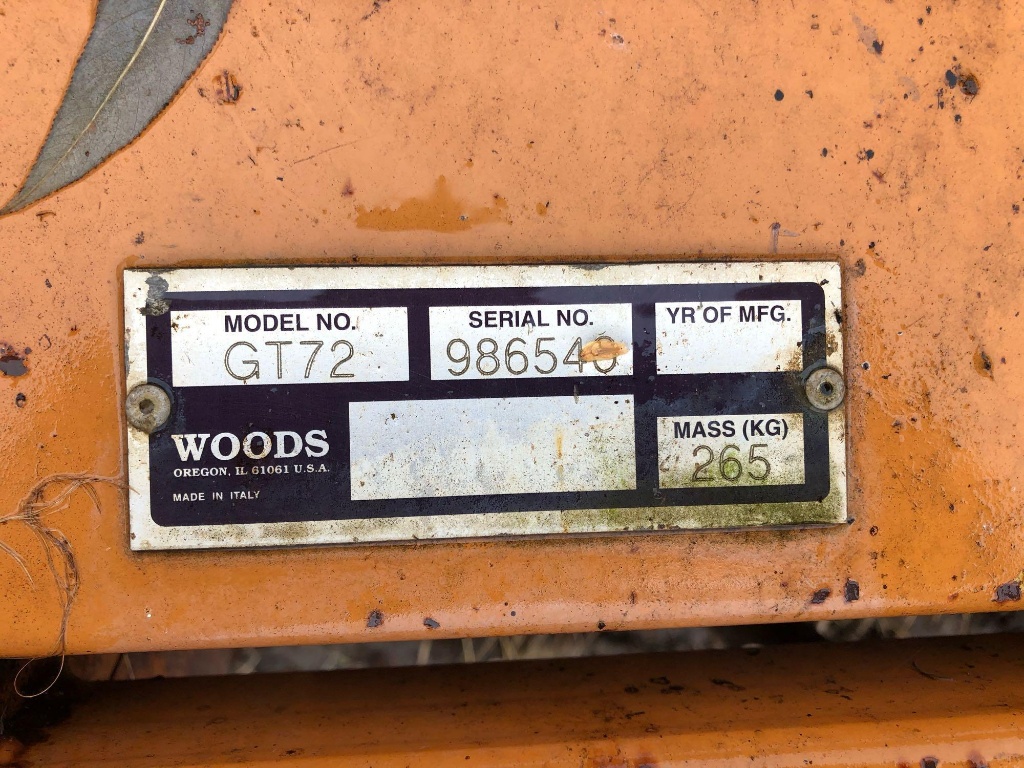 MODEL NO.
GT72
SERIAL NO.
YR OF MFG.
WOODS
OREGON, IL 61061 U.S.A.
MADE IN ITALY
MASS (KG)
265